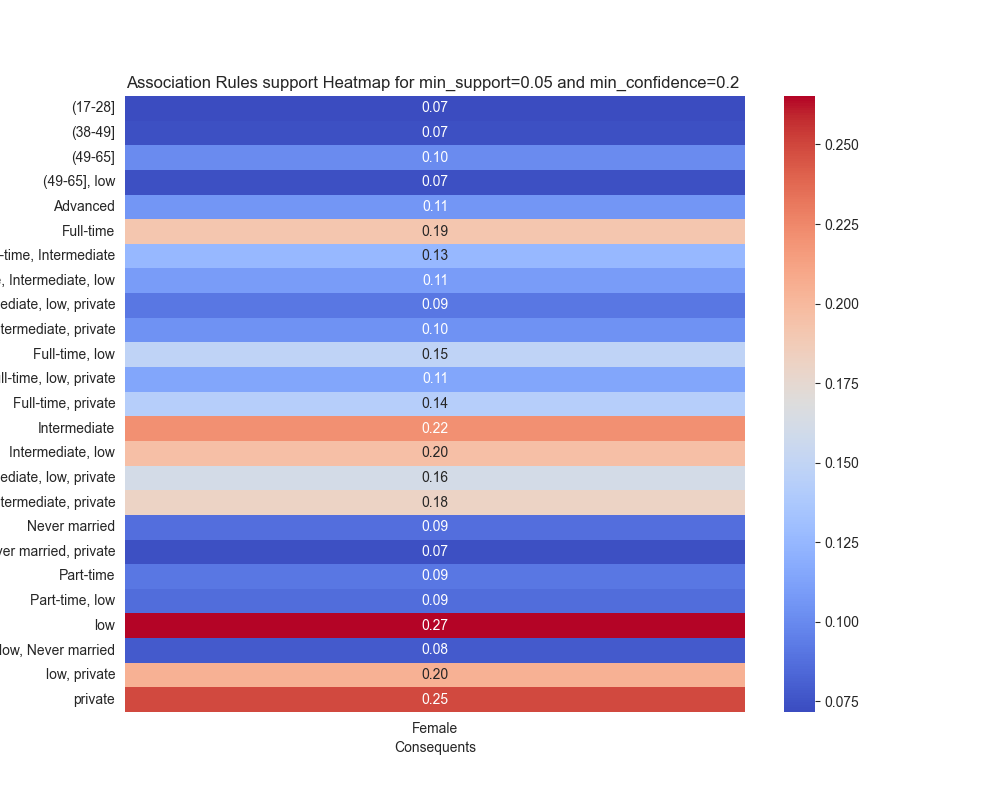 Association Rules support Heatmap for min_support=0.05 and min_confidence=0.2
(17-28] 0.07
(38-49] 0.07
(49-65] 0.10
(49-65], low 0.07
Advanced 0.11
Full-time 0.19
-time, Intermediate 0.13
, Intermediate, low 0.11
ediate, low, private 0.09
termediate, private 0.10
Full-time, low 0.15
ll-time, low, private 0.11
Full-time, private 0.14
Intermediate 0.22
Intermediate, low 0.20
ediate, low, private 0.16
termediate, private 0.18
Never married 0.09
ver married, private 0.07
Part-time 0.09
Part-time, low 0.09
low 0.27
low, Never married 0.08
low, private 0.20
private 0.25
Female
Consequents
0.250
0.225
0.200
0.175
0.150
0.125
0.100
0.075